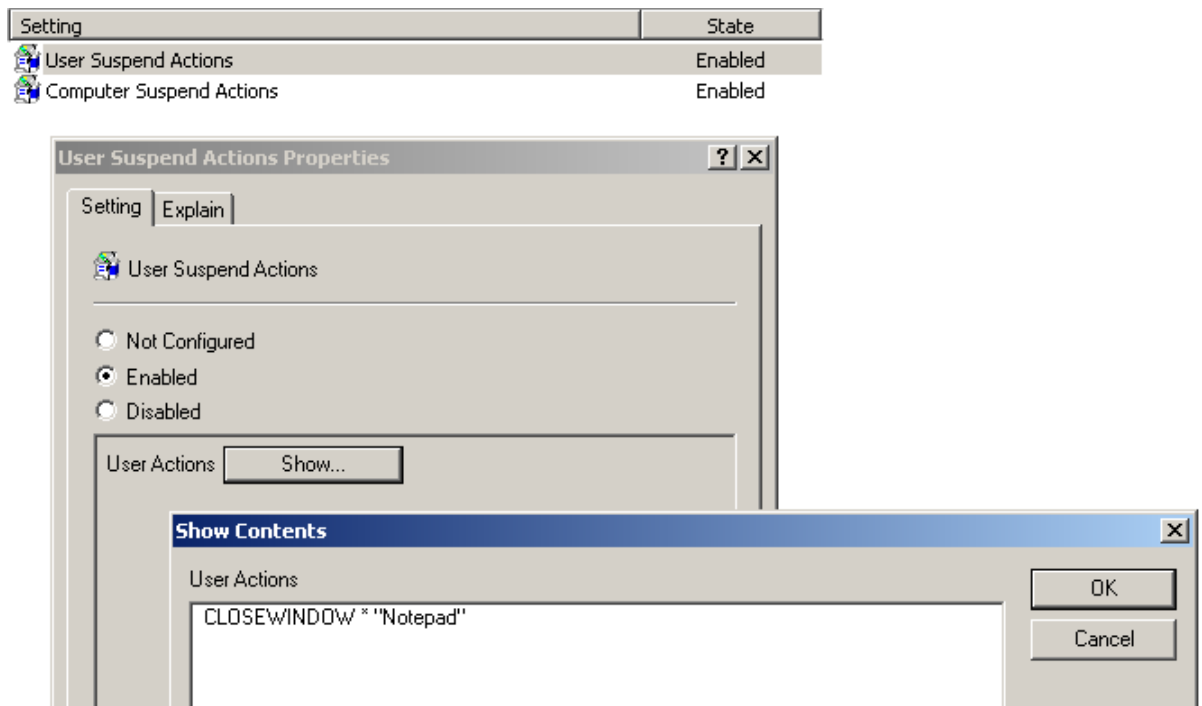 Setting State
User Suspend Actions Enabled
Computer Suspend Actions Enabled
User Suspend Actions Properties
Setting Explain
User Suspend Actions
Not Configured
Enabled
Disabled
User Actions Show...
Show Contents
User Actions OK
CLOSEWINDOW * "Notepad"
Cancel